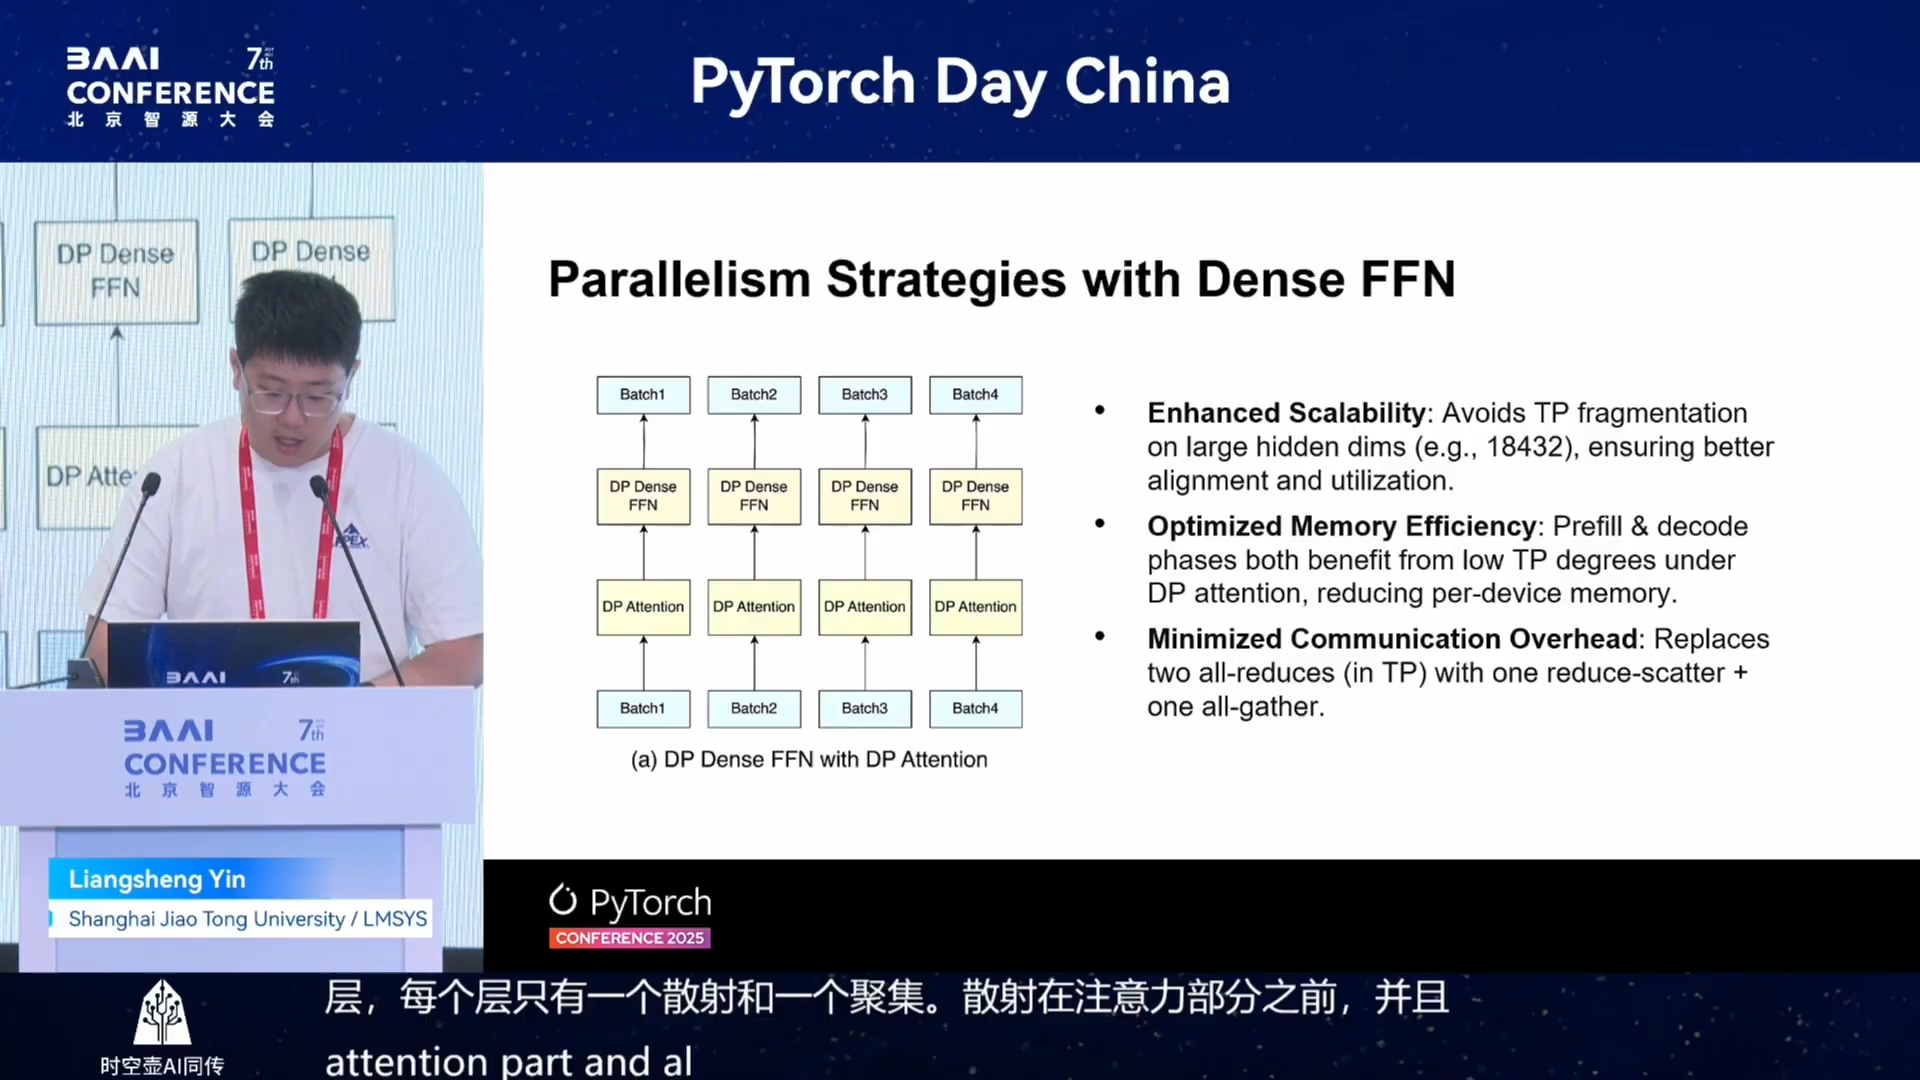 BAAI 7th
CONFERENCE
北京智源大会
PyTorch Day China
DP Dense
FFN
DP Dense
DP Atte
APEX
BAAI 7th
BAAI 7th
CONFERENCE
北京智源大会
Liangsheng Yin
Shanghai Jiao Tong University / LMSYS
Parallelism Strategies with Dense FFN
Batch1 Batch2 Batch3 Batch4
DP Dense FFN DP Dense FFN DP Dense FFN DP Dense FFN
DP Attention DP Attention DP Attention DP Attention
Batch1 Batch2 Batch3 Batch4
(a) DP Dense FFN with DP Attention
• Enhanced Scalability: Avoids TP fragmentation
on large hidden dims (e.g., 18432), ensuring better
alignment and utilization.
• Optimized Memory Efficiency: Prefill & decode
phases both benefit from low TP degrees under
DP attention, reducing per-device memory.
• Minimized Communication Overhead: Replaces
two all-reduces (in TP) with one reduce-scatter +
one all-gather.
PyTorch
CONFERENCE 2025
时空壶AI同传
层，每个层只有一个散射和一个聚集。散射在注意力部分之前，并且
attention part and al